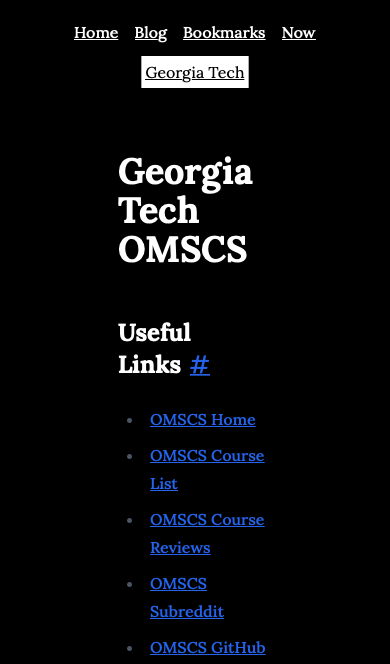 Home Blog Bookmarks Now
Georgia Tech
Georgia
Tech
OMSCS
Useful
Links #
OMSCS Home
OMSCS Course
List
OMSCS Course
Reviews
OMSCS
Subreddit
OMSCS GitHub